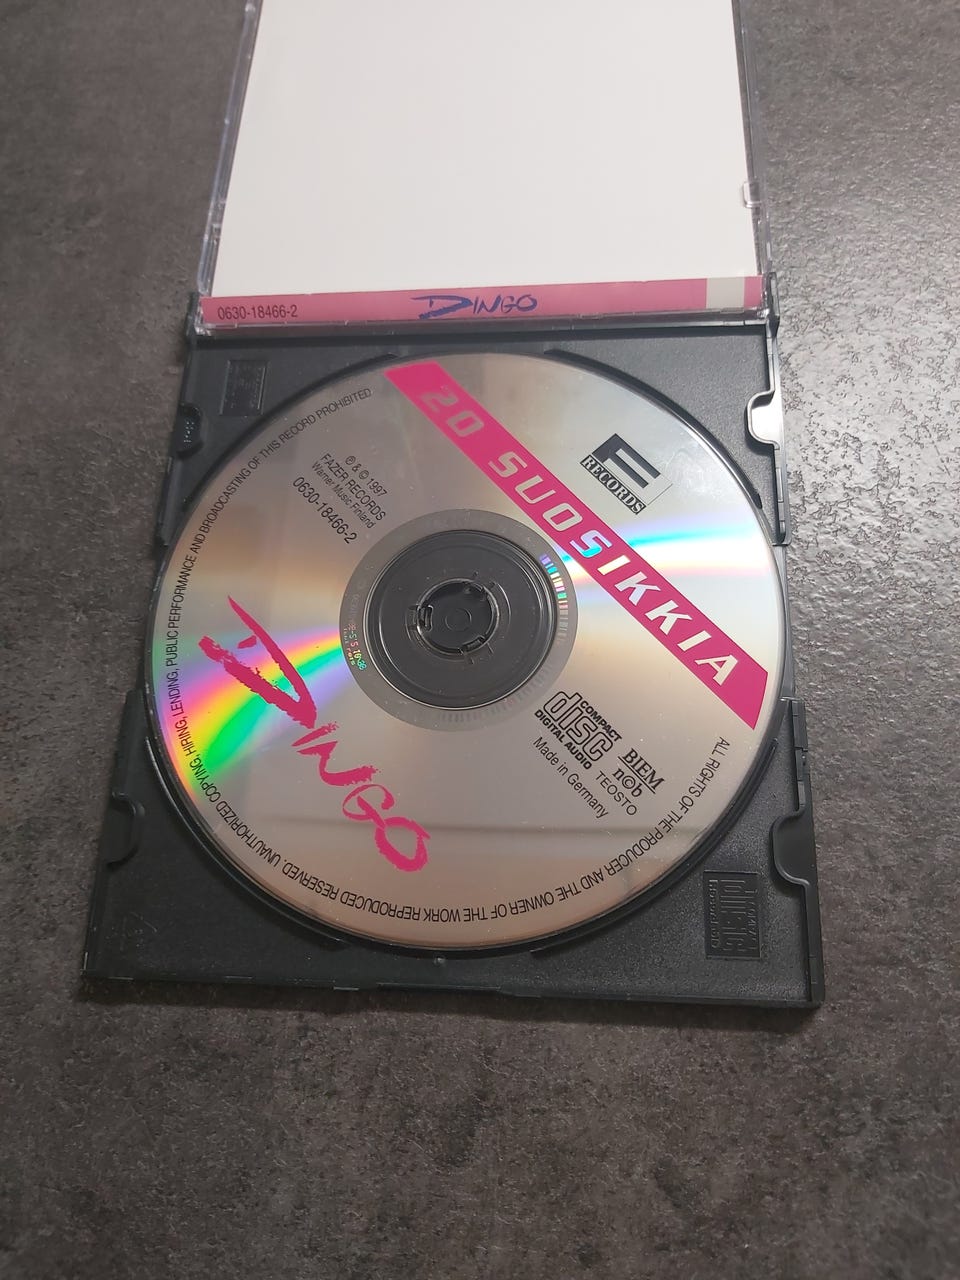 0630-18466-2
DINGO
20 SUOSIKKIA
F
RECORDS
℗ & © 1997
FAZER RECORDS
Warner Music Finland
0630-18466-2
DINGO
COMPACT
disc
DIGITAL AUDIO
BIEM
n©b
TEOSTO
Made in Germany
ALL RIGHTS OF THE PRODUCER AND THE OWNER OF THE WORK REPRODUCED RESERVED. UNAUTHORIZED COPYING, HIRING, LENDING, PUBLIC PERFORMANCE AND BROADCASTING OF THIS RECORD PROHIBITED
COMPACT
disc